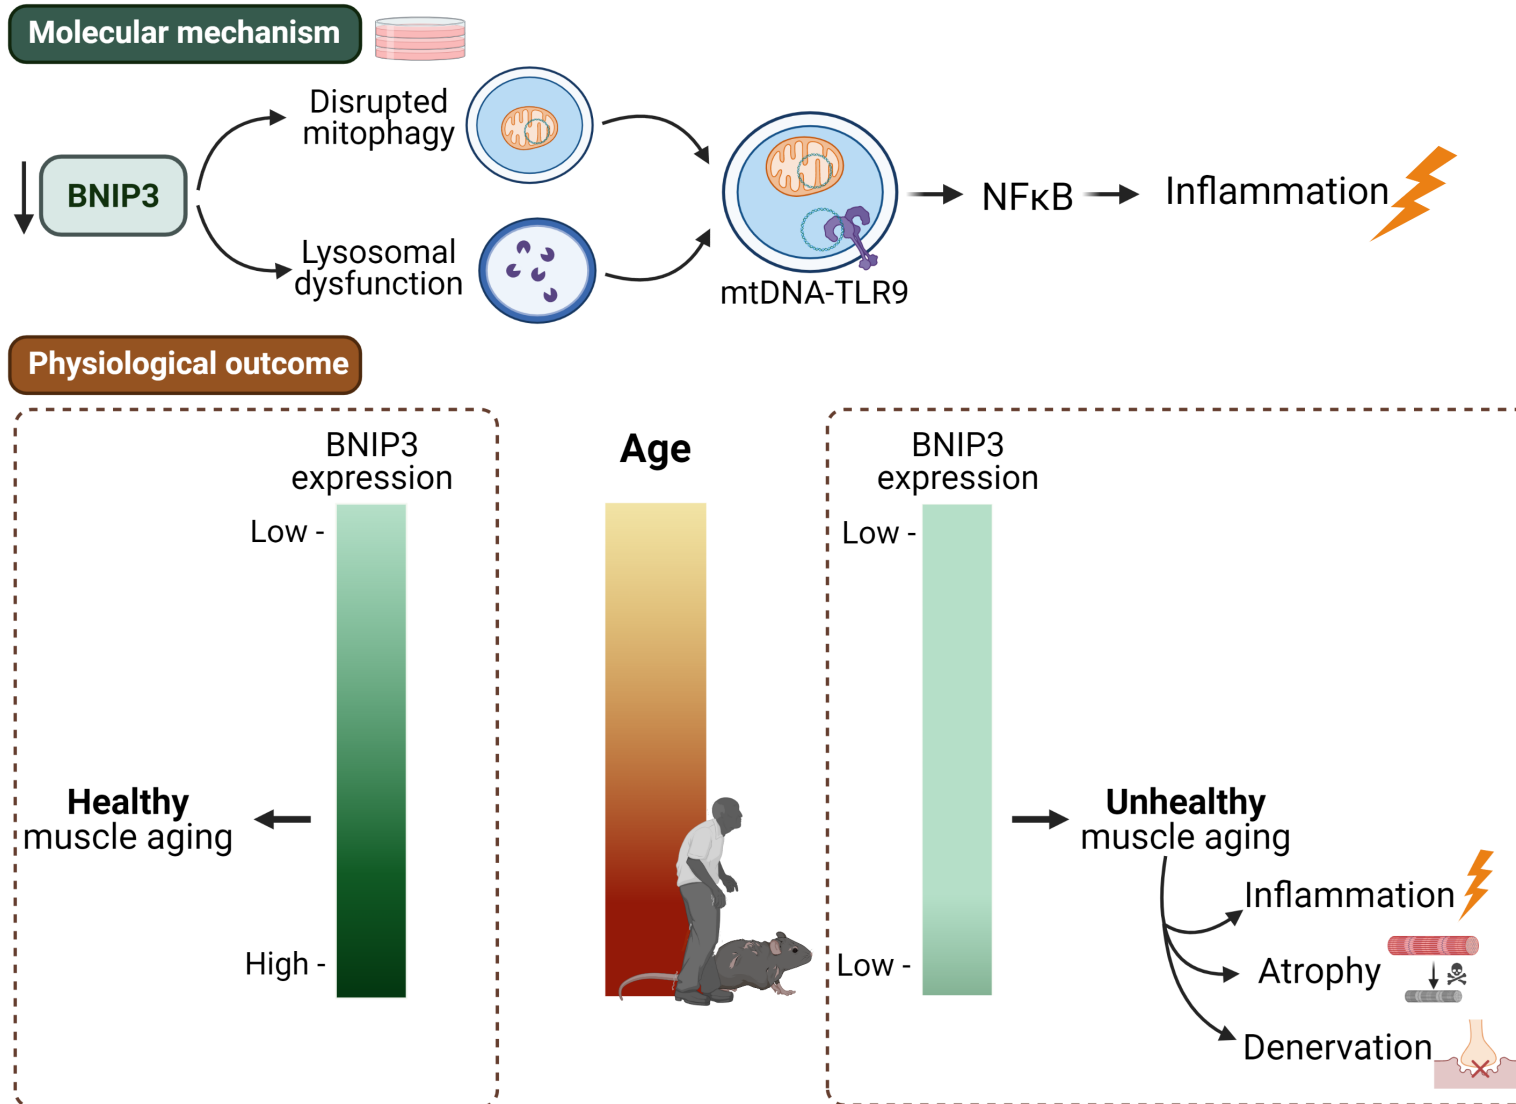 Molecular mechanism
Disrupted
mitophagy
BNIP3
Lysosomal
dysfunction
mtDNA-TLR9
NFκB
Inflammation
Physiological outcome
BNIP3
expression
Low -
High -
Healthy
muscle aging
Age
BNIP3
expression
Low -
Low -
Unhealthy
muscle aging
Inflammation
Atrophy
Denervation